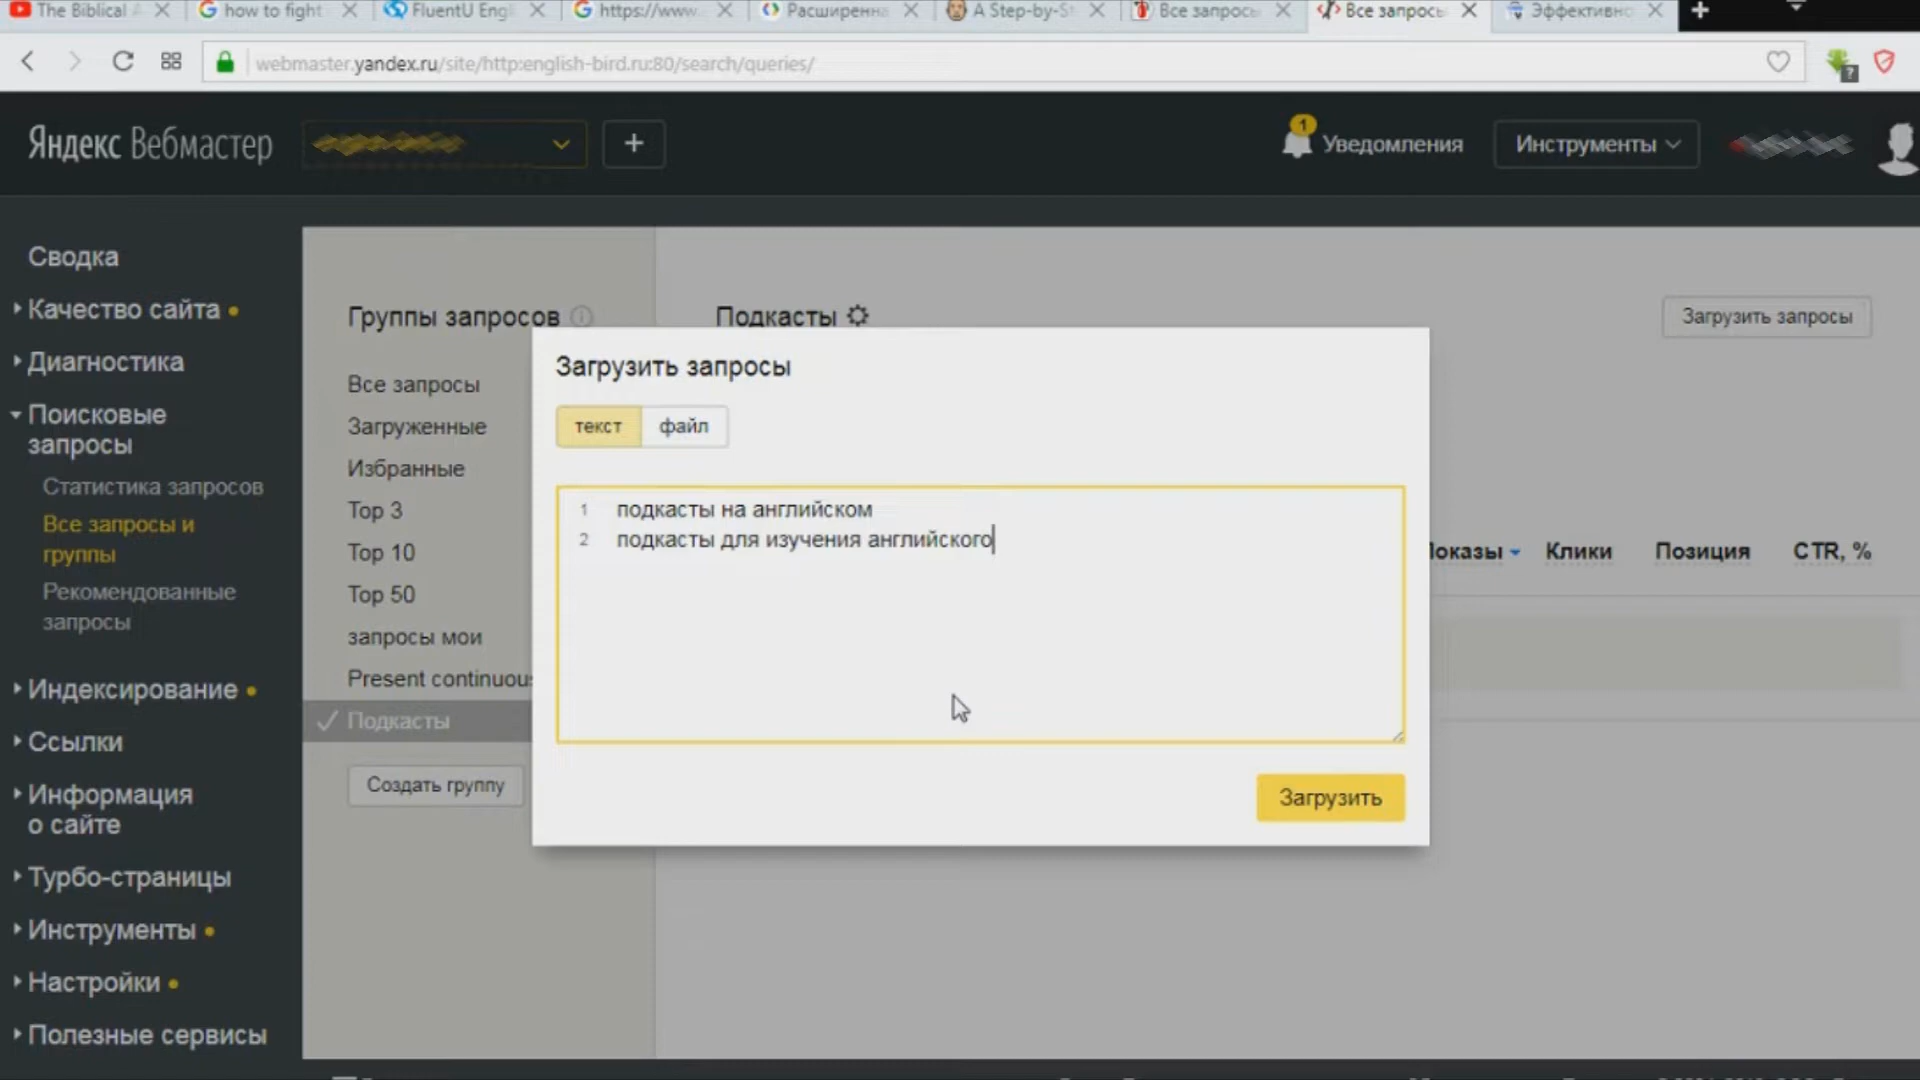 The Biblical
how to fight
FluentU Engl
https://www.
Расширенна
A Step-by-St
Все запросы
Все запросы
Эффективно
webmaster.yandex.ru/site/http:english-bird.ru:80/search/queries/
Яндекс Вебмастер
+
1
Уведомления
Инструменты
Сводка
Качество сайта
Диагностика
Поисковые
запросы
Статистика запросов
Все запросы и
группы
Рекомендованные
запросы
Индексирование
Ссылки
Информация
о сайте
Турбо-страницы
Инструменты
Настройки
Полезные сервисы
Группы запросов
Все запросы
Загруженные
Избранные
Top 3
Top 10
Top 50
запросы мои
Present continuous
Подкасты
Создать группу
Подкасты
Загрузить запросы
Показы
Клики
Позиция
CTR, %
Загрузить запросы
текст
файл
1 подкасты на английском
2 подкасты для изучения английского
Загрузить